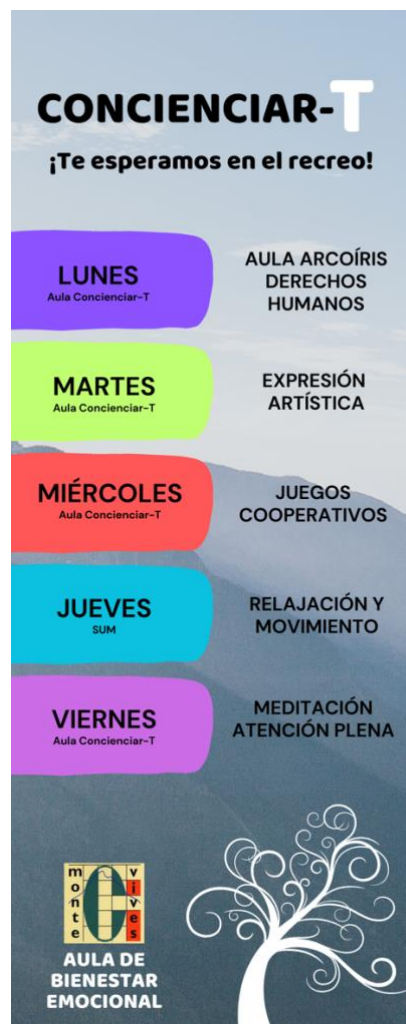 CONCIENCIAR-T
¡Te esperamos en el recreo!
LUNES
Aula Concienciar-T
AULA ARCOÍRIS
DERECHOS
HUMANOS
MARTES
Aula Concienciar-T
EXPRESIÓN
ARTÍSTICA
MIÉRCOLES
Aula Concienciar-T
JUEGOS
COOPERATIVOS
JUEVES
SUM
RELAJACIÓN Y
MOVIMIENTO
VIERNES
Aula Concienciar-T
MEDITACIÓN
ATENCIÓN PLENA
monte
vives
AULA DE
BIENESTAR
EMOCIONAL